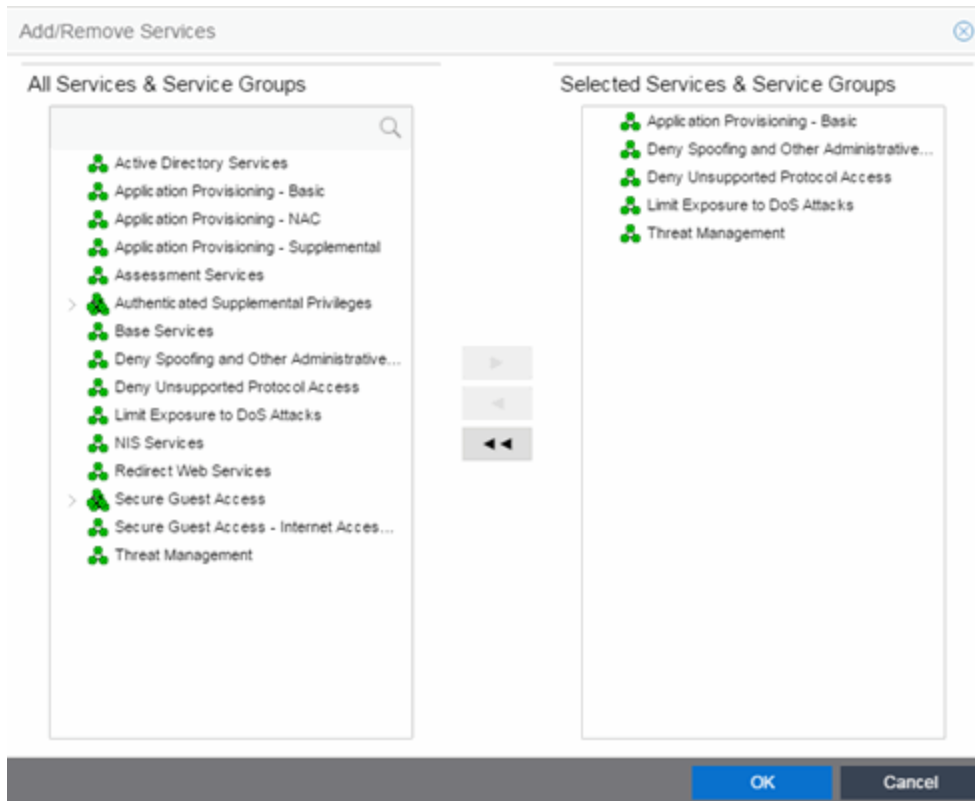 Add/Remove Services
All Services & Service Groups
Active Directory Services
Application Provisioning - Basic
Application Provisioning - NAC
Application Provisioning - Supplemental
Assessment Services
Authenticated Supplemental Privileges
Base Services
Deny Spoofing and Other Administrative...
Deny Unsupported Protocol Access
Limit Exposure to DoS Attacks
NIS Services
Redirect Web Services
Secure Guest Access
Secure Guest Access - Internet Acces...
Threat Management
Selected Services & Service Groups
Application Provisioning - Basic
Deny Spoofing and Other Administrative...
Deny Unsupported Protocol Access
Limit Exposure to DoS Attacks
Threat Management
OK
Cancel